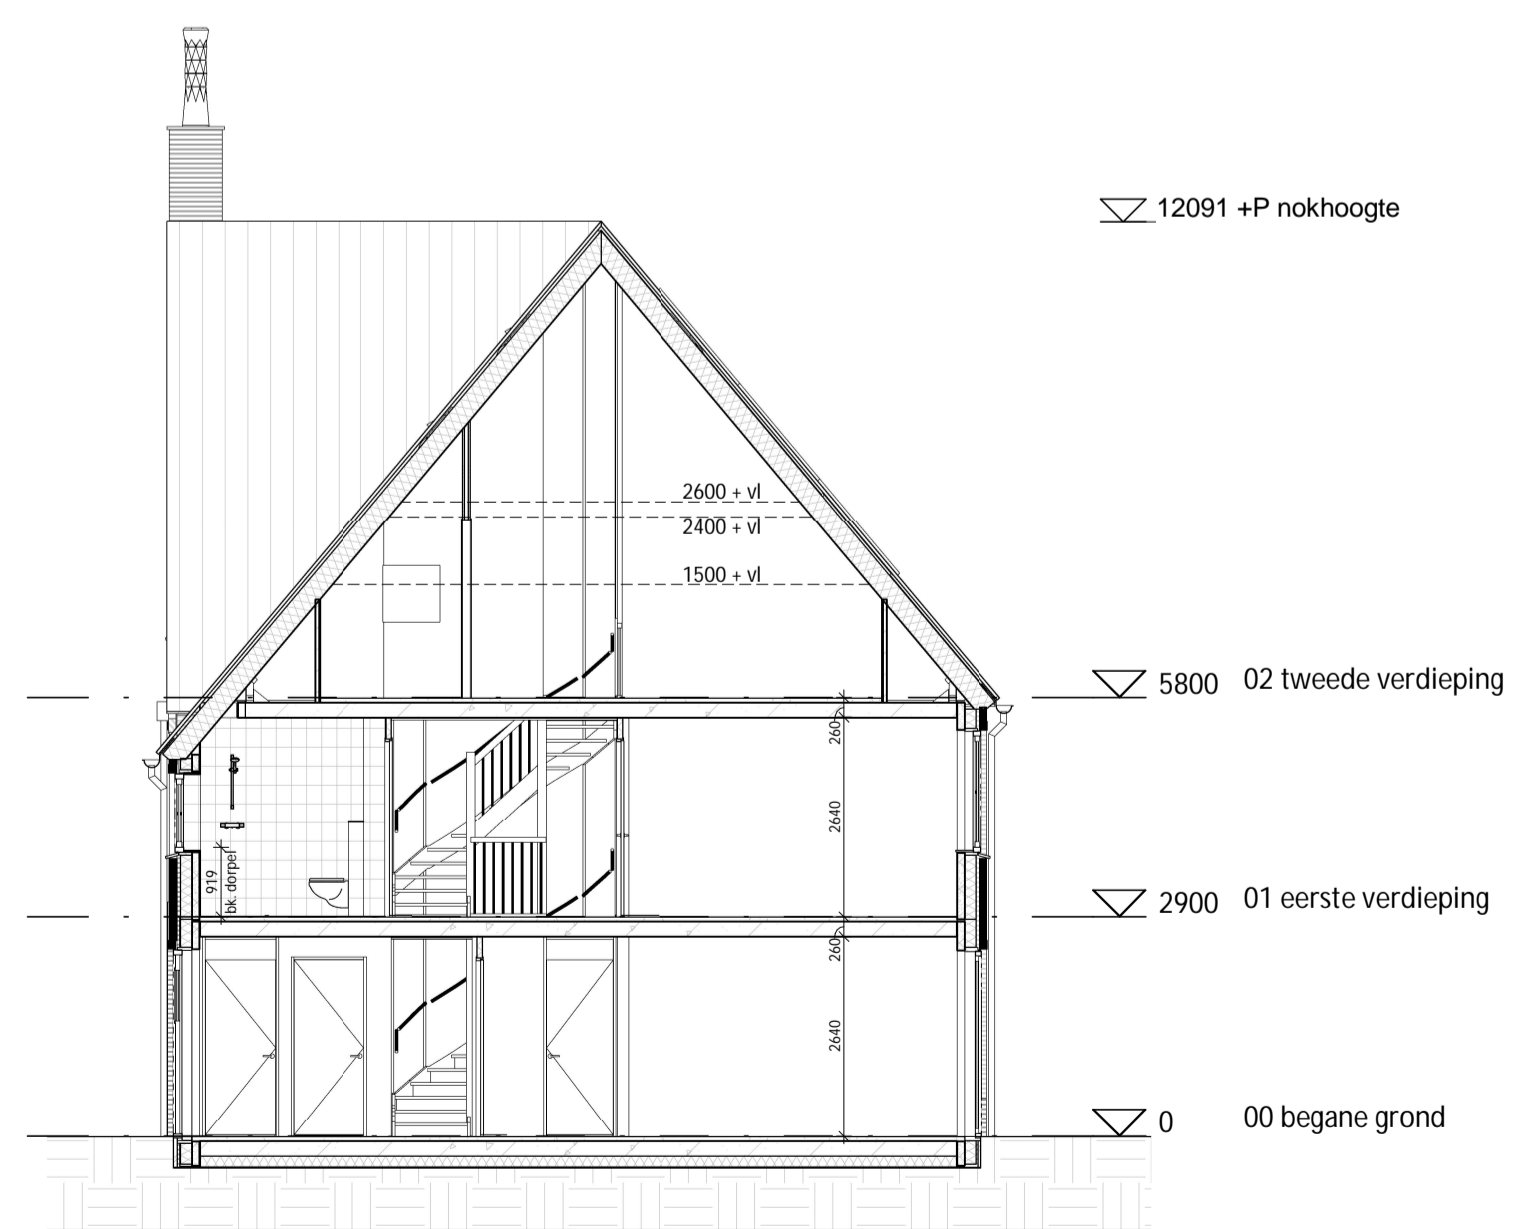 12091 +P nokhoogte
2600 + vl
2400 + vl
1500 + vl
5800 02 tweede verdieping
260
2640
919
bk. dorpel
2900 01 eerste verdieping
260
2640
0 00 begane grond